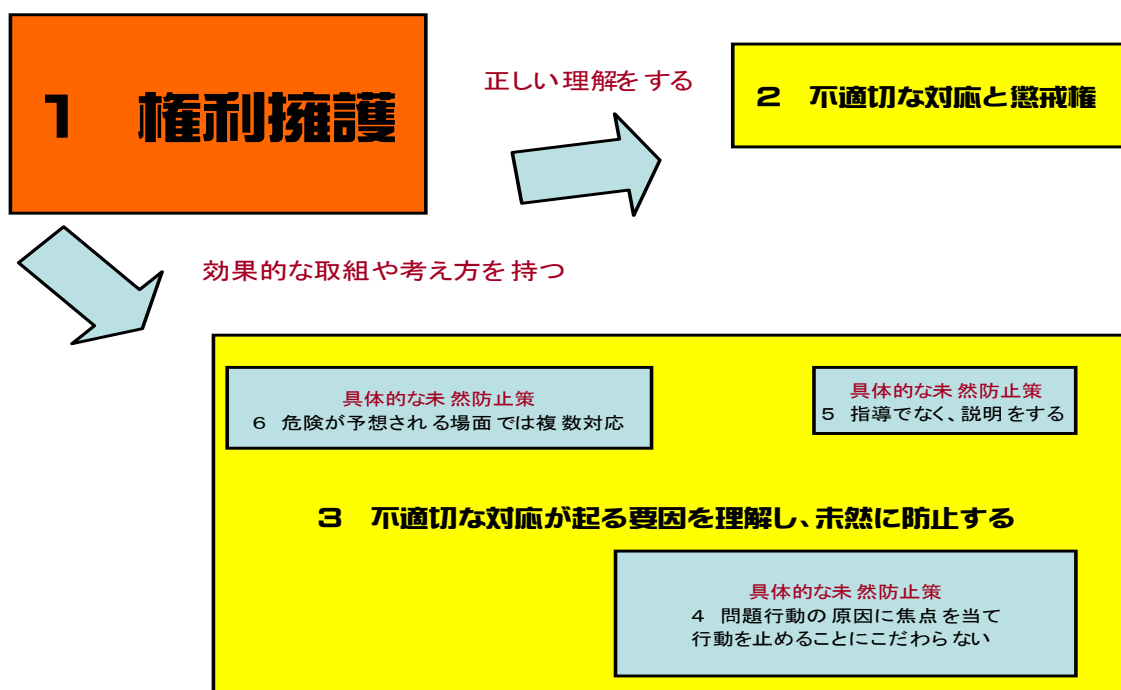 1 権利擁護
正しい理解をする
2 不適切な対応と懲戒権
効果的な取組や考え方を持つ
具体的な未然防止策
6 危険が予想される場面では複数対応
具体的な未然防止策
5 指導でなく、説明をする
3 不適切な対応が起る要因を理解し、未然に防止する
具体的な未然防止策
4 問題行動の原因に焦点を当て
行動を止めることにこだわらない